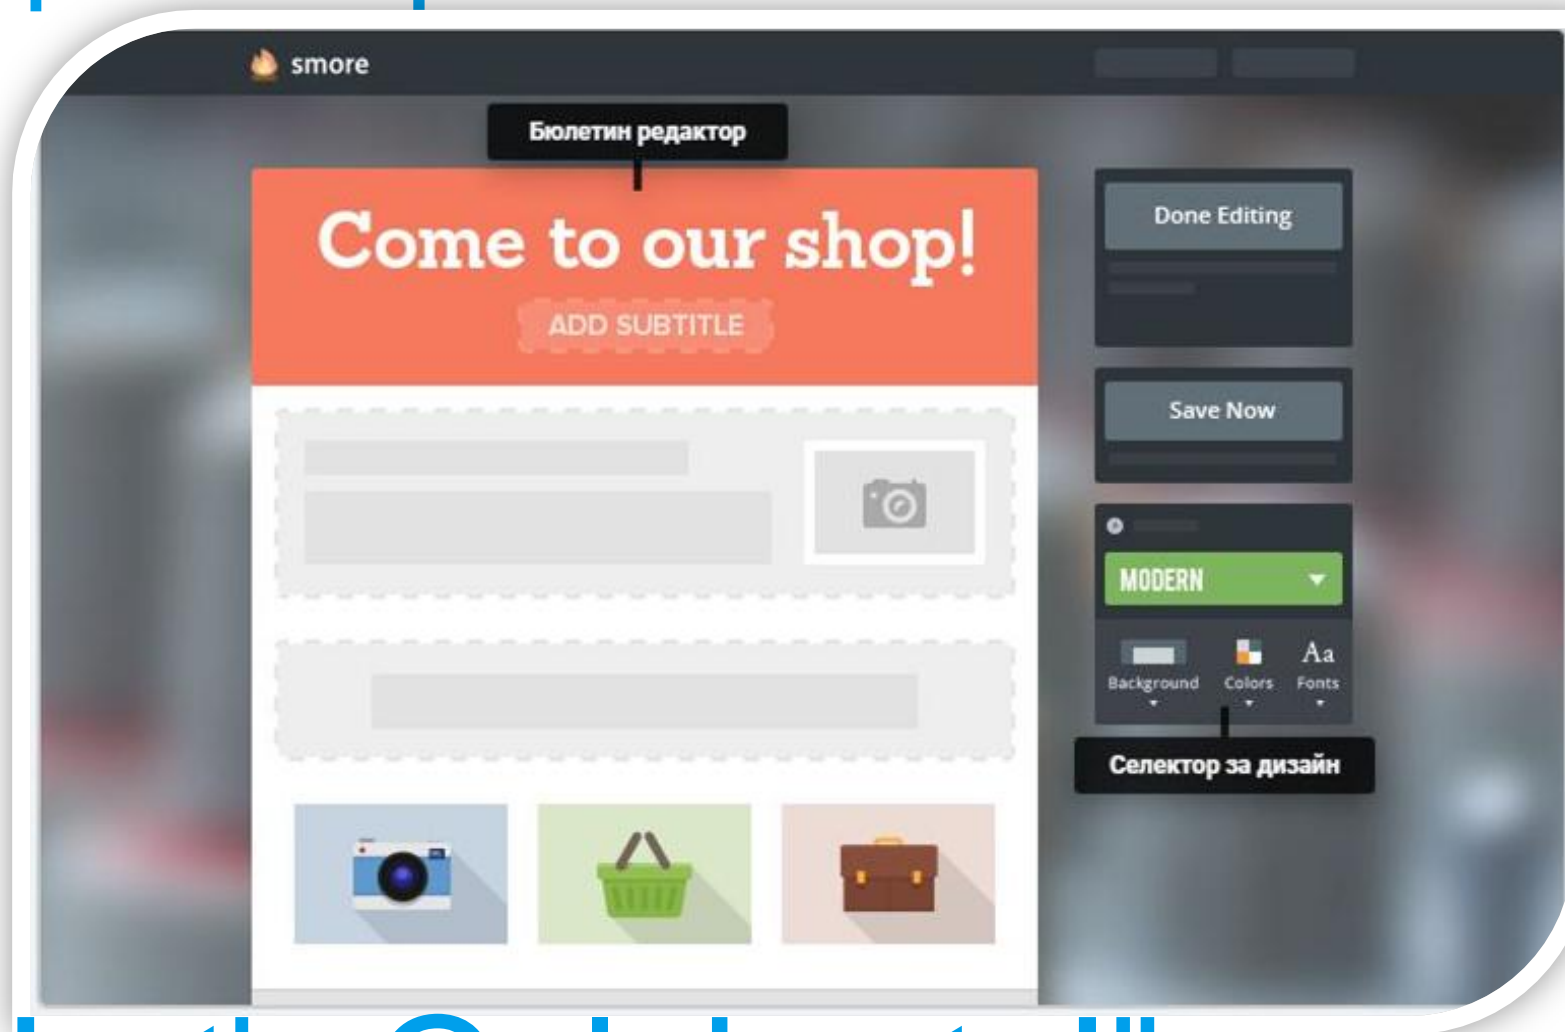 smore
Бюлетин редактор
Come to our shop!
ADD SUBTITLE
Done Editing
Save Now
MODERN
Aa
Background Colors Fonts
Селектор за дизайн